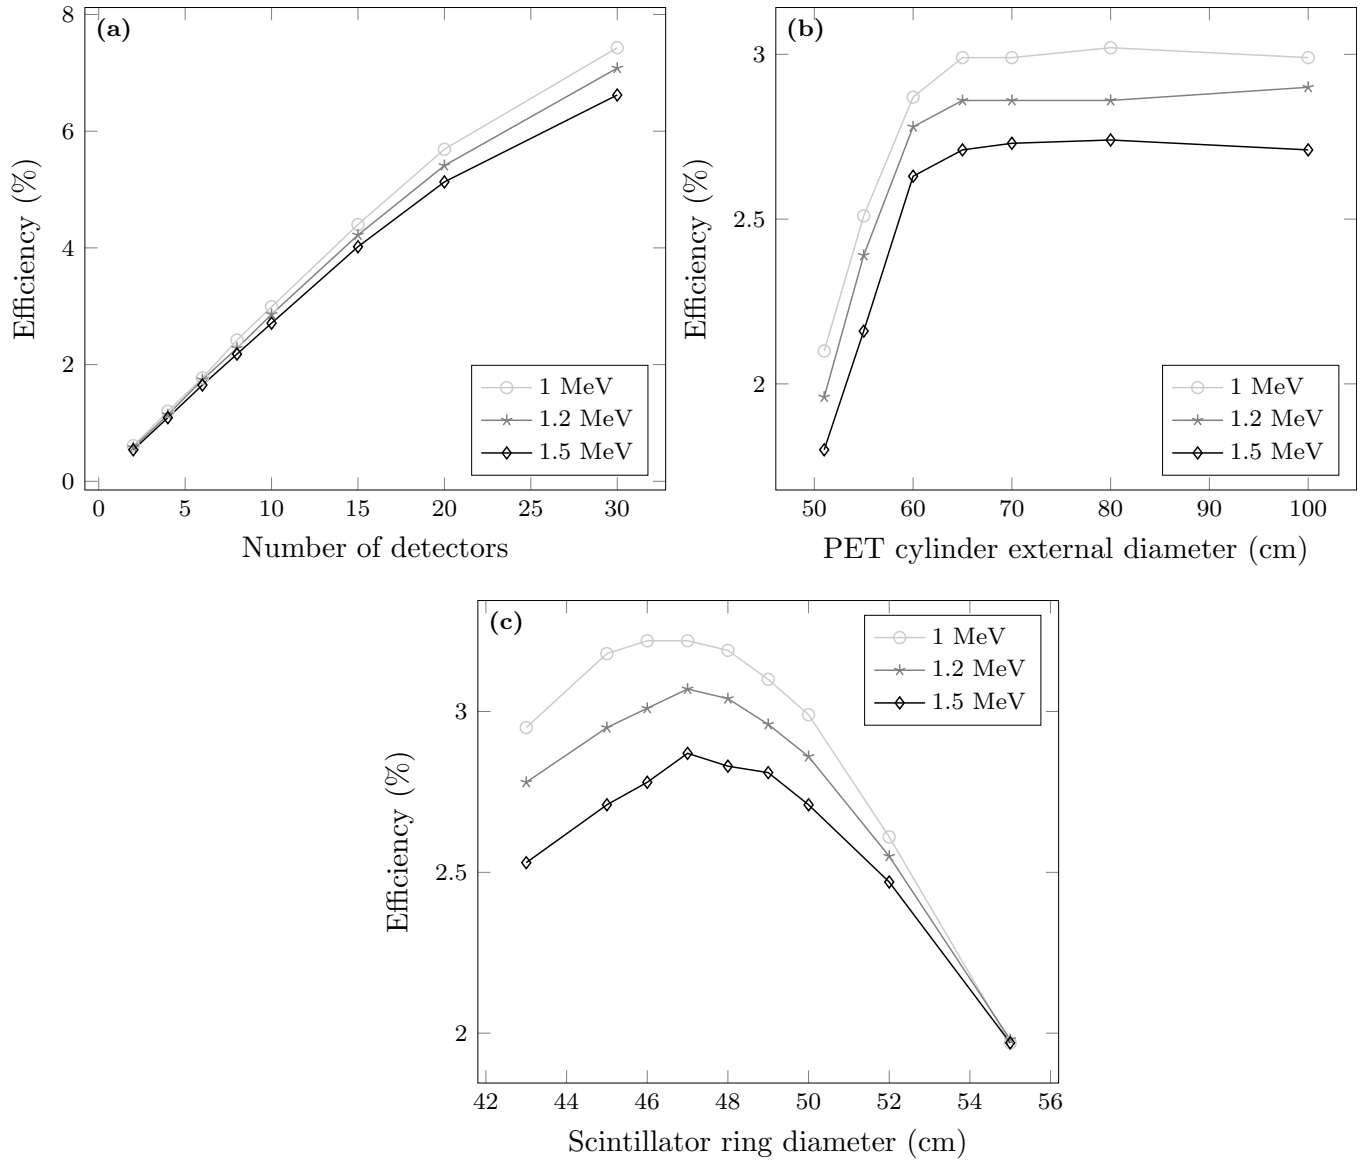 (a)
8
6
4
2
0
Efficiency (%)
1 MeV
1.2 MeV
1.5 MeV
0 5 10 15 20 25 30
Number of detectors
(b)
3
2.5
2
Efficiency (%)
1 MeV
1.2 MeV
1.5 MeV
50 60 70 80 90 100
PET cylinder external diameter (cm)
(c)
1 MeV
1.2 MeV
1.5 MeV
3
2.5
2
Efficiency (%)
42 44 46 48 50 52 54 56
Scintillator ring diameter (cm)